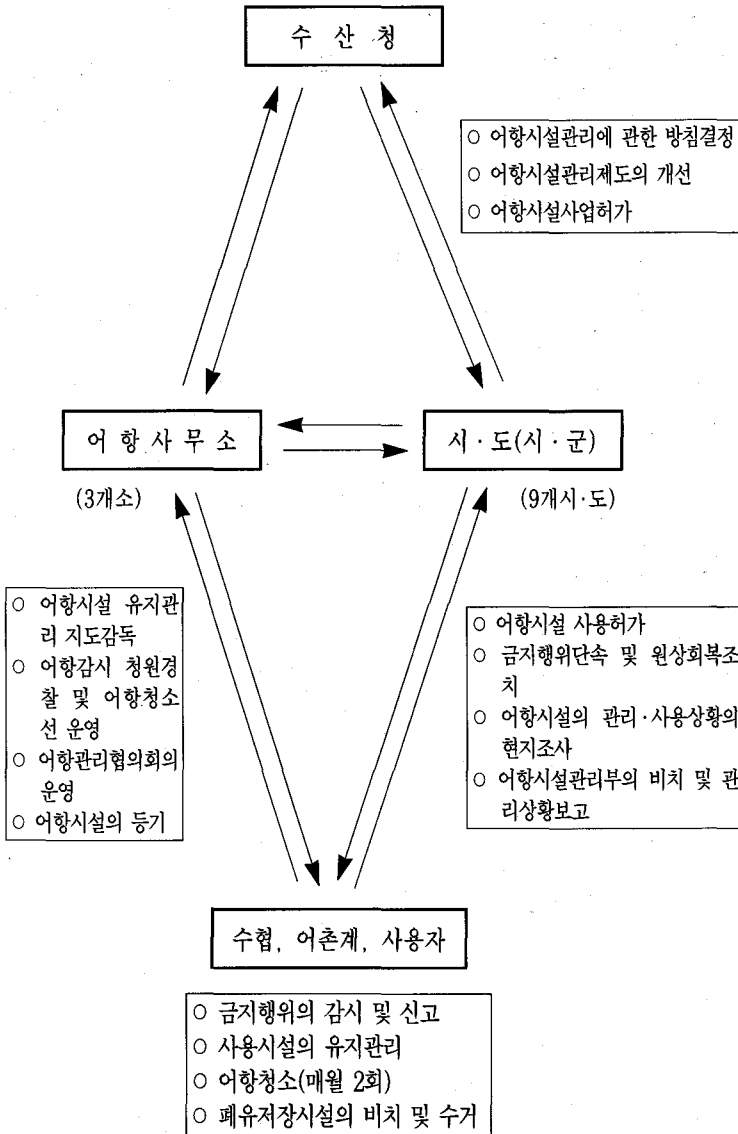 수 산 청
○ 어항시설관리에 관한 방침결정
○ 어항시설관리제도의 개선
○ 어항시설사업허가
어 항 사 무 소
시 · 도(시 · 군)
(3개소)
(9개시·도)
○ 어항시설 유지관
리 지도감독
○ 어항감시 청원경
찰 및 어항청소
선 운영
○ 어항관리협의회의
운영
○ 어항시설의 등기
○ 어항시설 사용허가
○ 금지행위단속 및 원상회복조
치
○ 어항시설의 관리·사용상황의
현지조사
○ 어항시설관리부의 비치 및 관
리상황보고
수협, 어촌계, 사용자
○ 금지행위의 감시 및 신고
○ 사용시설의 유지관리
○ 어항청소(매월 2회)
○ 폐유저장시설의 비치 및 수거